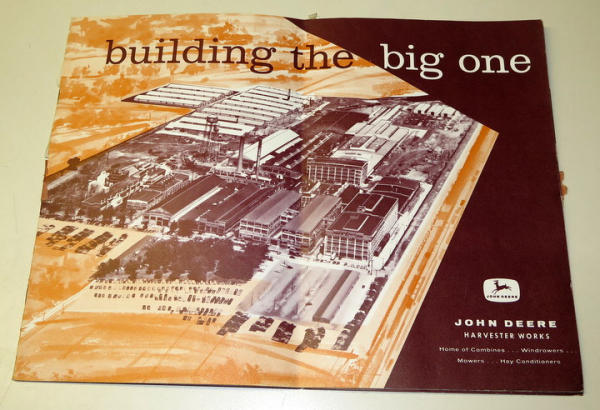 building the big one
JOHN DEERE
JOHN DEERE
HARVESTER WORKS
Home of Combines . . . Windrowers . . .
Mowers . . . Hay Conditioners